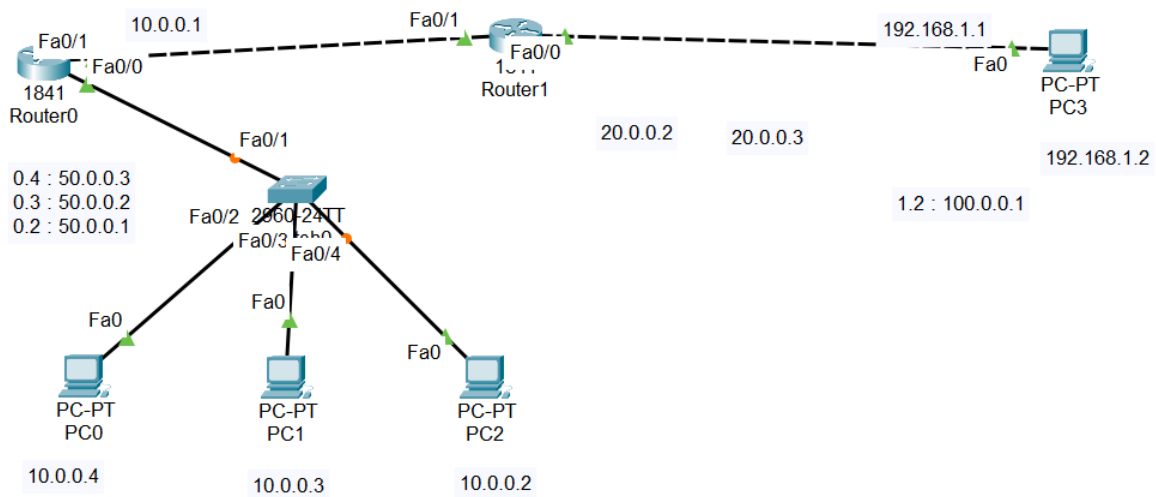 10.0.0.1
Fa0/1
192.168.1.1
Fa0/1
Fa0/0
Fa0
Fa0/0
1841
Router0
Router1
PC-PT
PC3
Fa0/1
20.0.0.2
20.0.0.3
192.168.1.2
0.4 : 50.0.0.3
0.3 : 50.0.0.2
0.2 : 50.0.0.1
1.2 : 100.0.0.1
Fa0/2
2960-24TT
Fa0/3
Fa0/4
Fa0
Fa0
Fa0
PC-PT
PC0
PC-PT
PC1
PC-PT
PC2
10.0.0.4
10.0.0.3
10.0.0.2